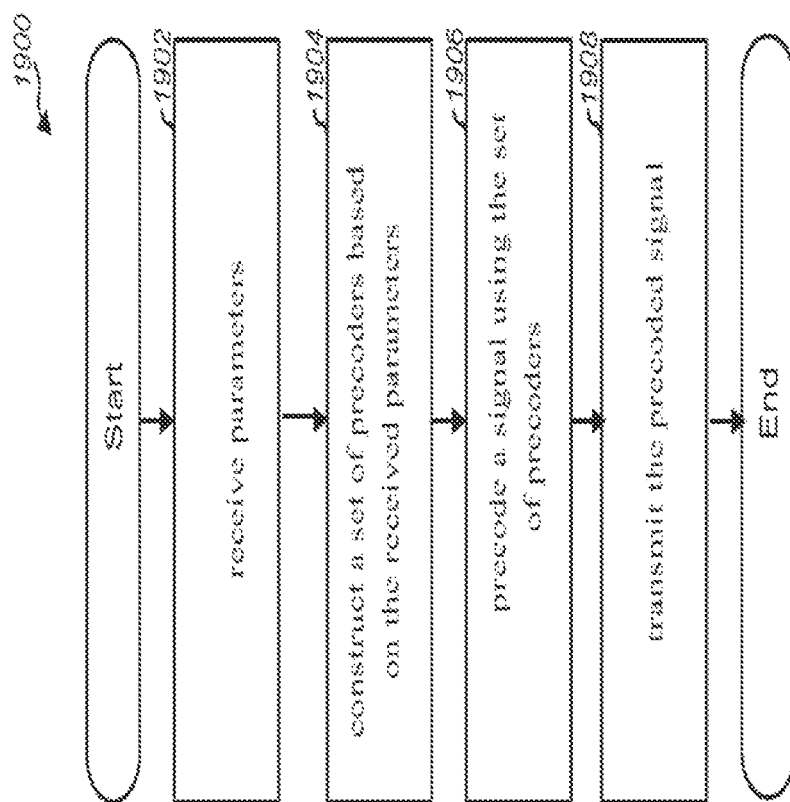 1900
Start
1902
receive parameters
1904
construct a set of precoders based
on the received parameters
1906
precode a signal using the set
of precoders
1908
transmit the precoded signal
End